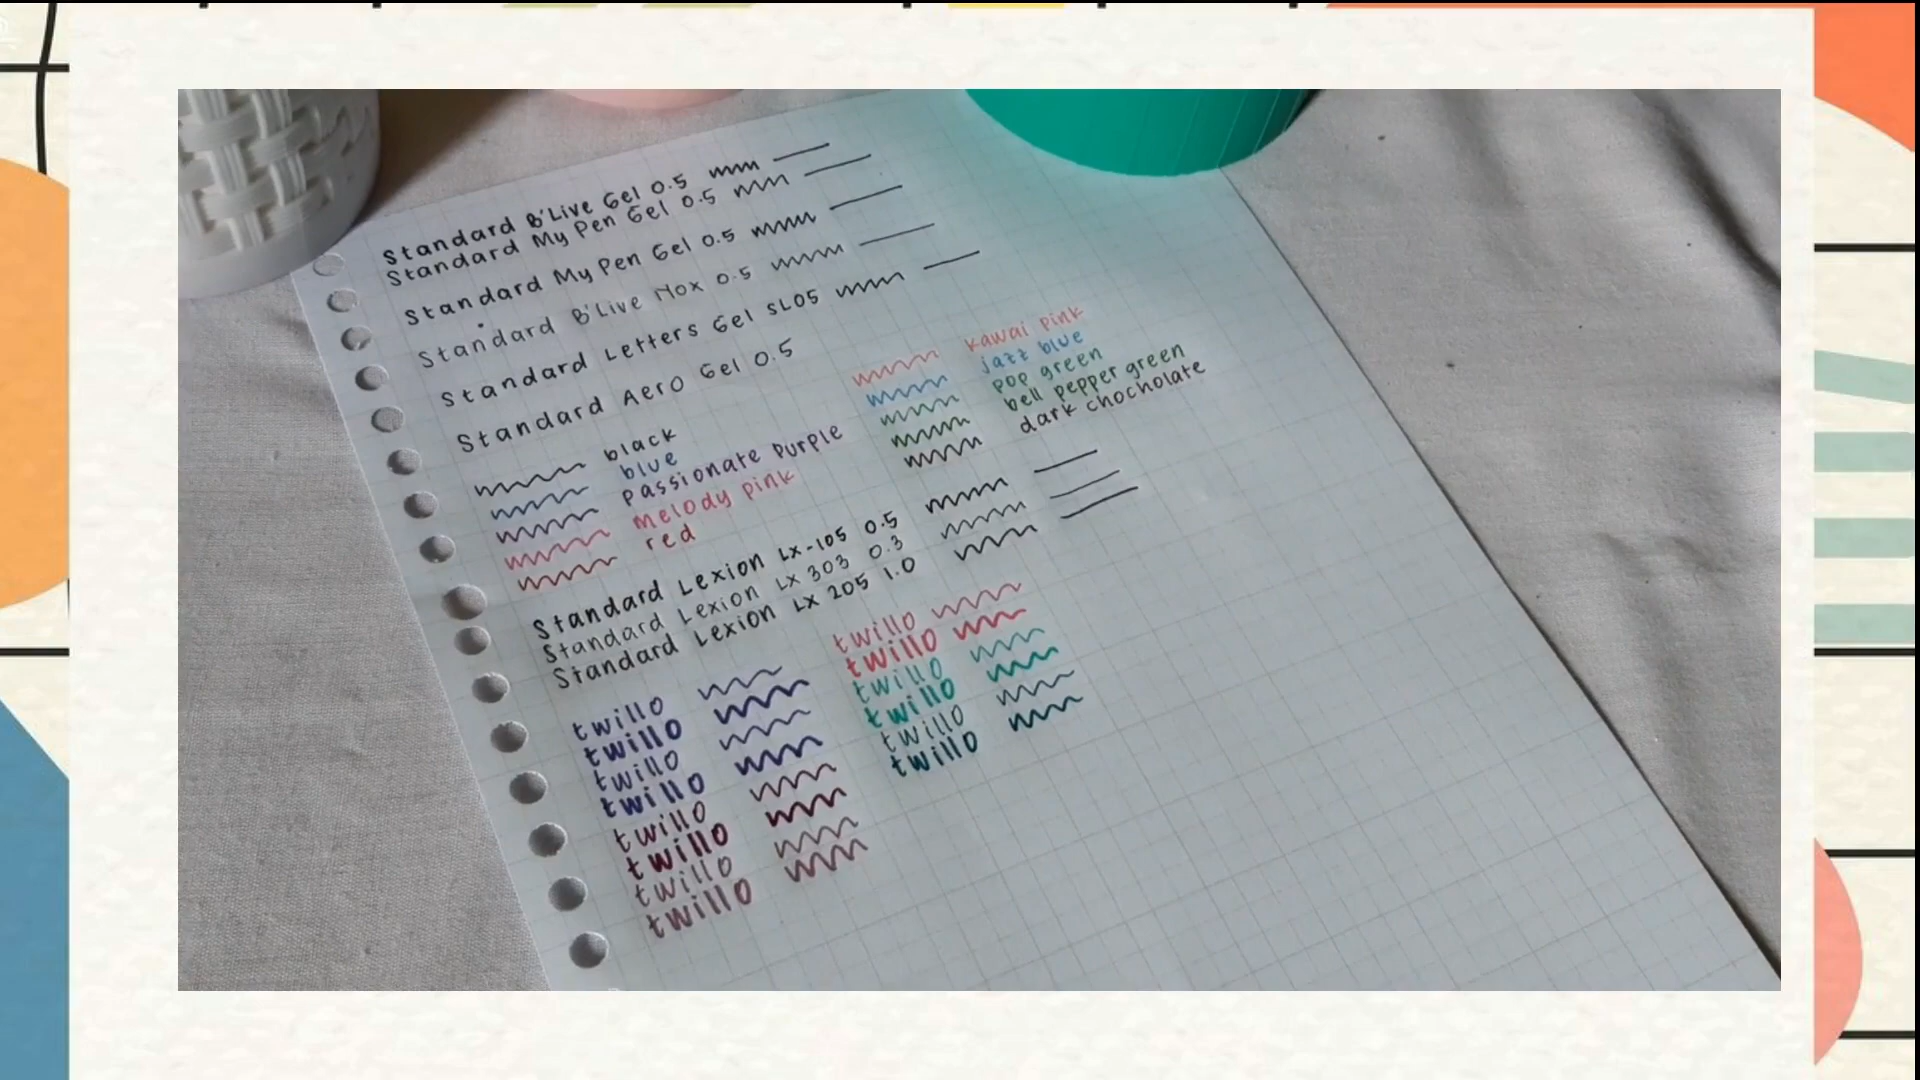 Standard B'Live Gel 0.5
Standard My Pen Gel 0.5
Standard My Pen Gel 0.5
Standard B'Live Nox 0.5
Standard Letters Gel SL05
Standard Aero Gel 0.5
black
blue
passionate purple
melody pink
red
kawai pink
jazz blue
pop green
bell pepper green
dark chocholate
Standard Lexion LX-105 0.5
Standard Lexion LX 303 0.3
Standard Lexion LX 205 1.0
twillo
twillo
twillo
twillo
twillo
twillo
twillo
twillo
twillo
twillo
twillo
twillo
twillo
twillo